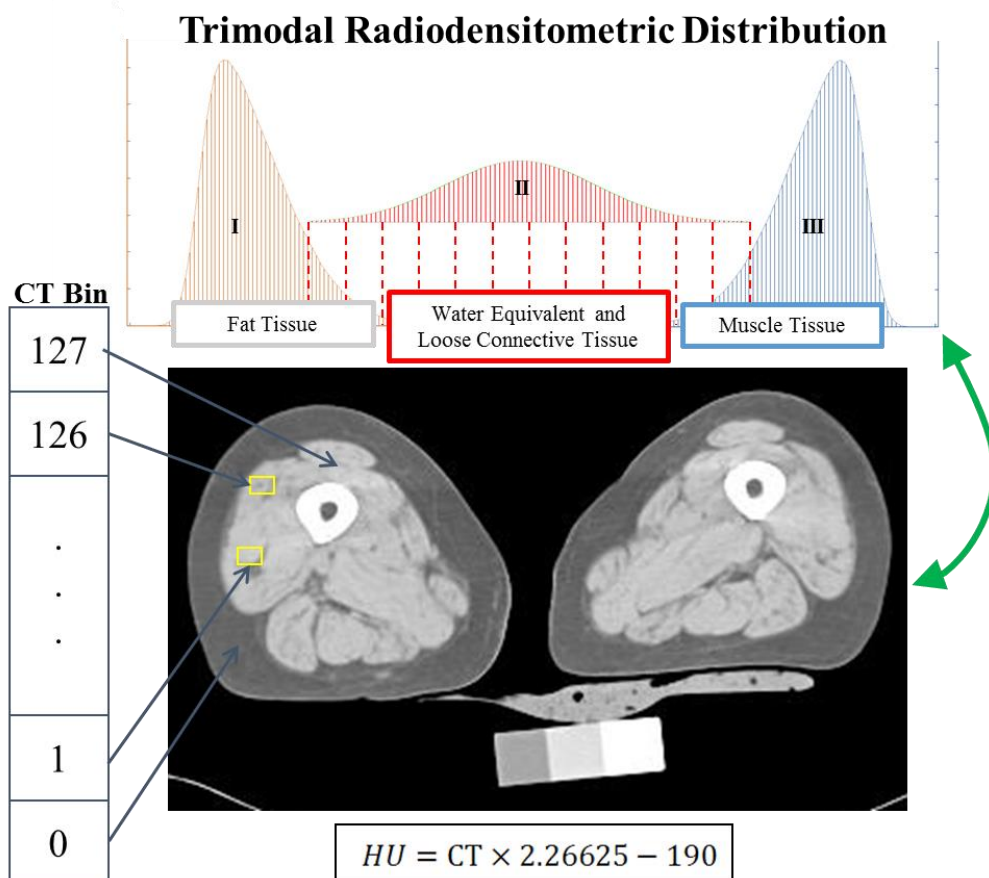 Trimodal Radiodensitometric Distribution
I
II
III
Fat Tissue
Water Equivalent and
Loose Connective Tissue
Muscle Tissue
CT Bin
127
126
.
.
.
1
0
HU = CT × 2.26625 − 190